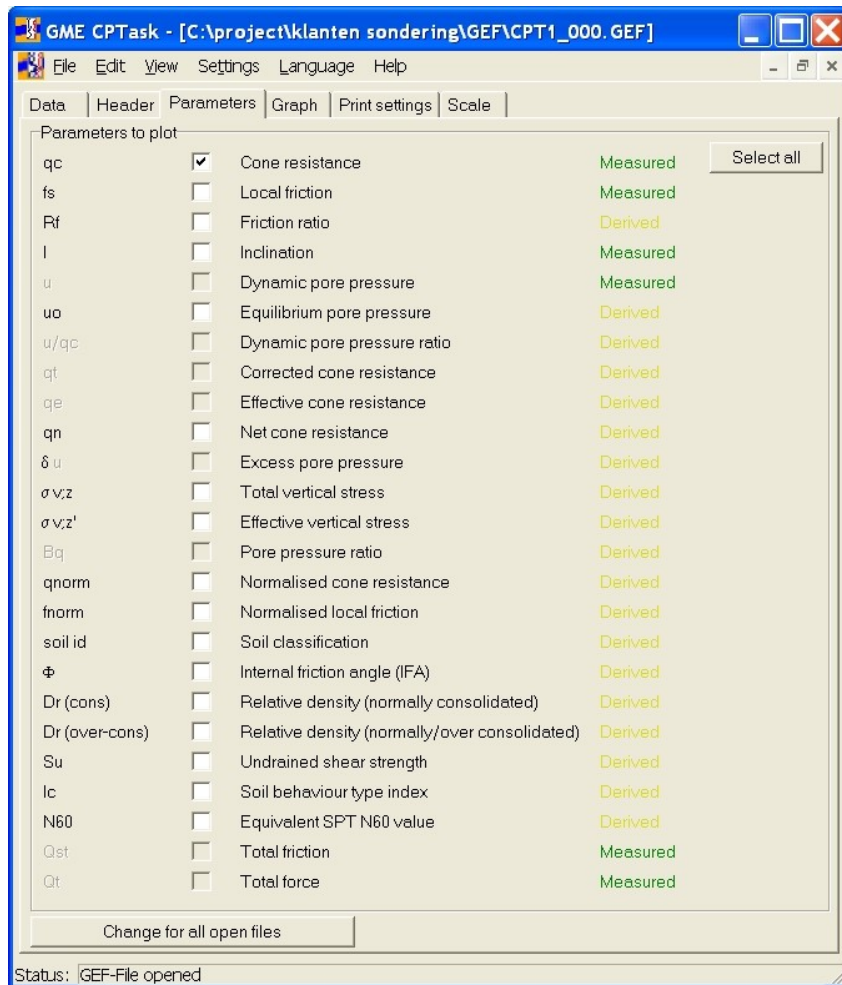 GME CPTask - [C:\project\klanten sondering\GEF\CPT1_000.GEF]
File Edit View Settings Language Help
Data Header Parameters Graph Print settings Scale
Parameters to plot
qc Cone resistance Measured Select all
fs Local friction Measured
Rf Friction ratio Derived
I Inclination Measured
u Dynamic pore pressure Measured
uo Equilibrium pore pressure Derived
u/qc Dynamic pore pressure ratio Derived
qt Corrected cone resistance Derived
qe Effective cone resistance Derived
qn Net cone resistance Derived
δ u Excess pore pressure Derived
σ v;z Total vertical stress Derived
σ v;z' Effective vertical stress Derived
Bq Pore pressure ratio Derived
qnorm Normalised cone resistance Derived
fnorm Normalised local friction Derived
soil id Soil classification Derived
Φ Internal friction angle (IFA) Derived
Dr (cons) Relative density (normally consolidated) Derived
Dr (over-cons) Relative density (normally/over consolidated) Derived
Su Undrained shear strength Derived
Ic Soil behaviour type index Derived
N60 Equivalent SPT N60 value Derived
Qst Total friction Measured
Qt Total force Measured
Change for all open files
Status: GEF-File opened